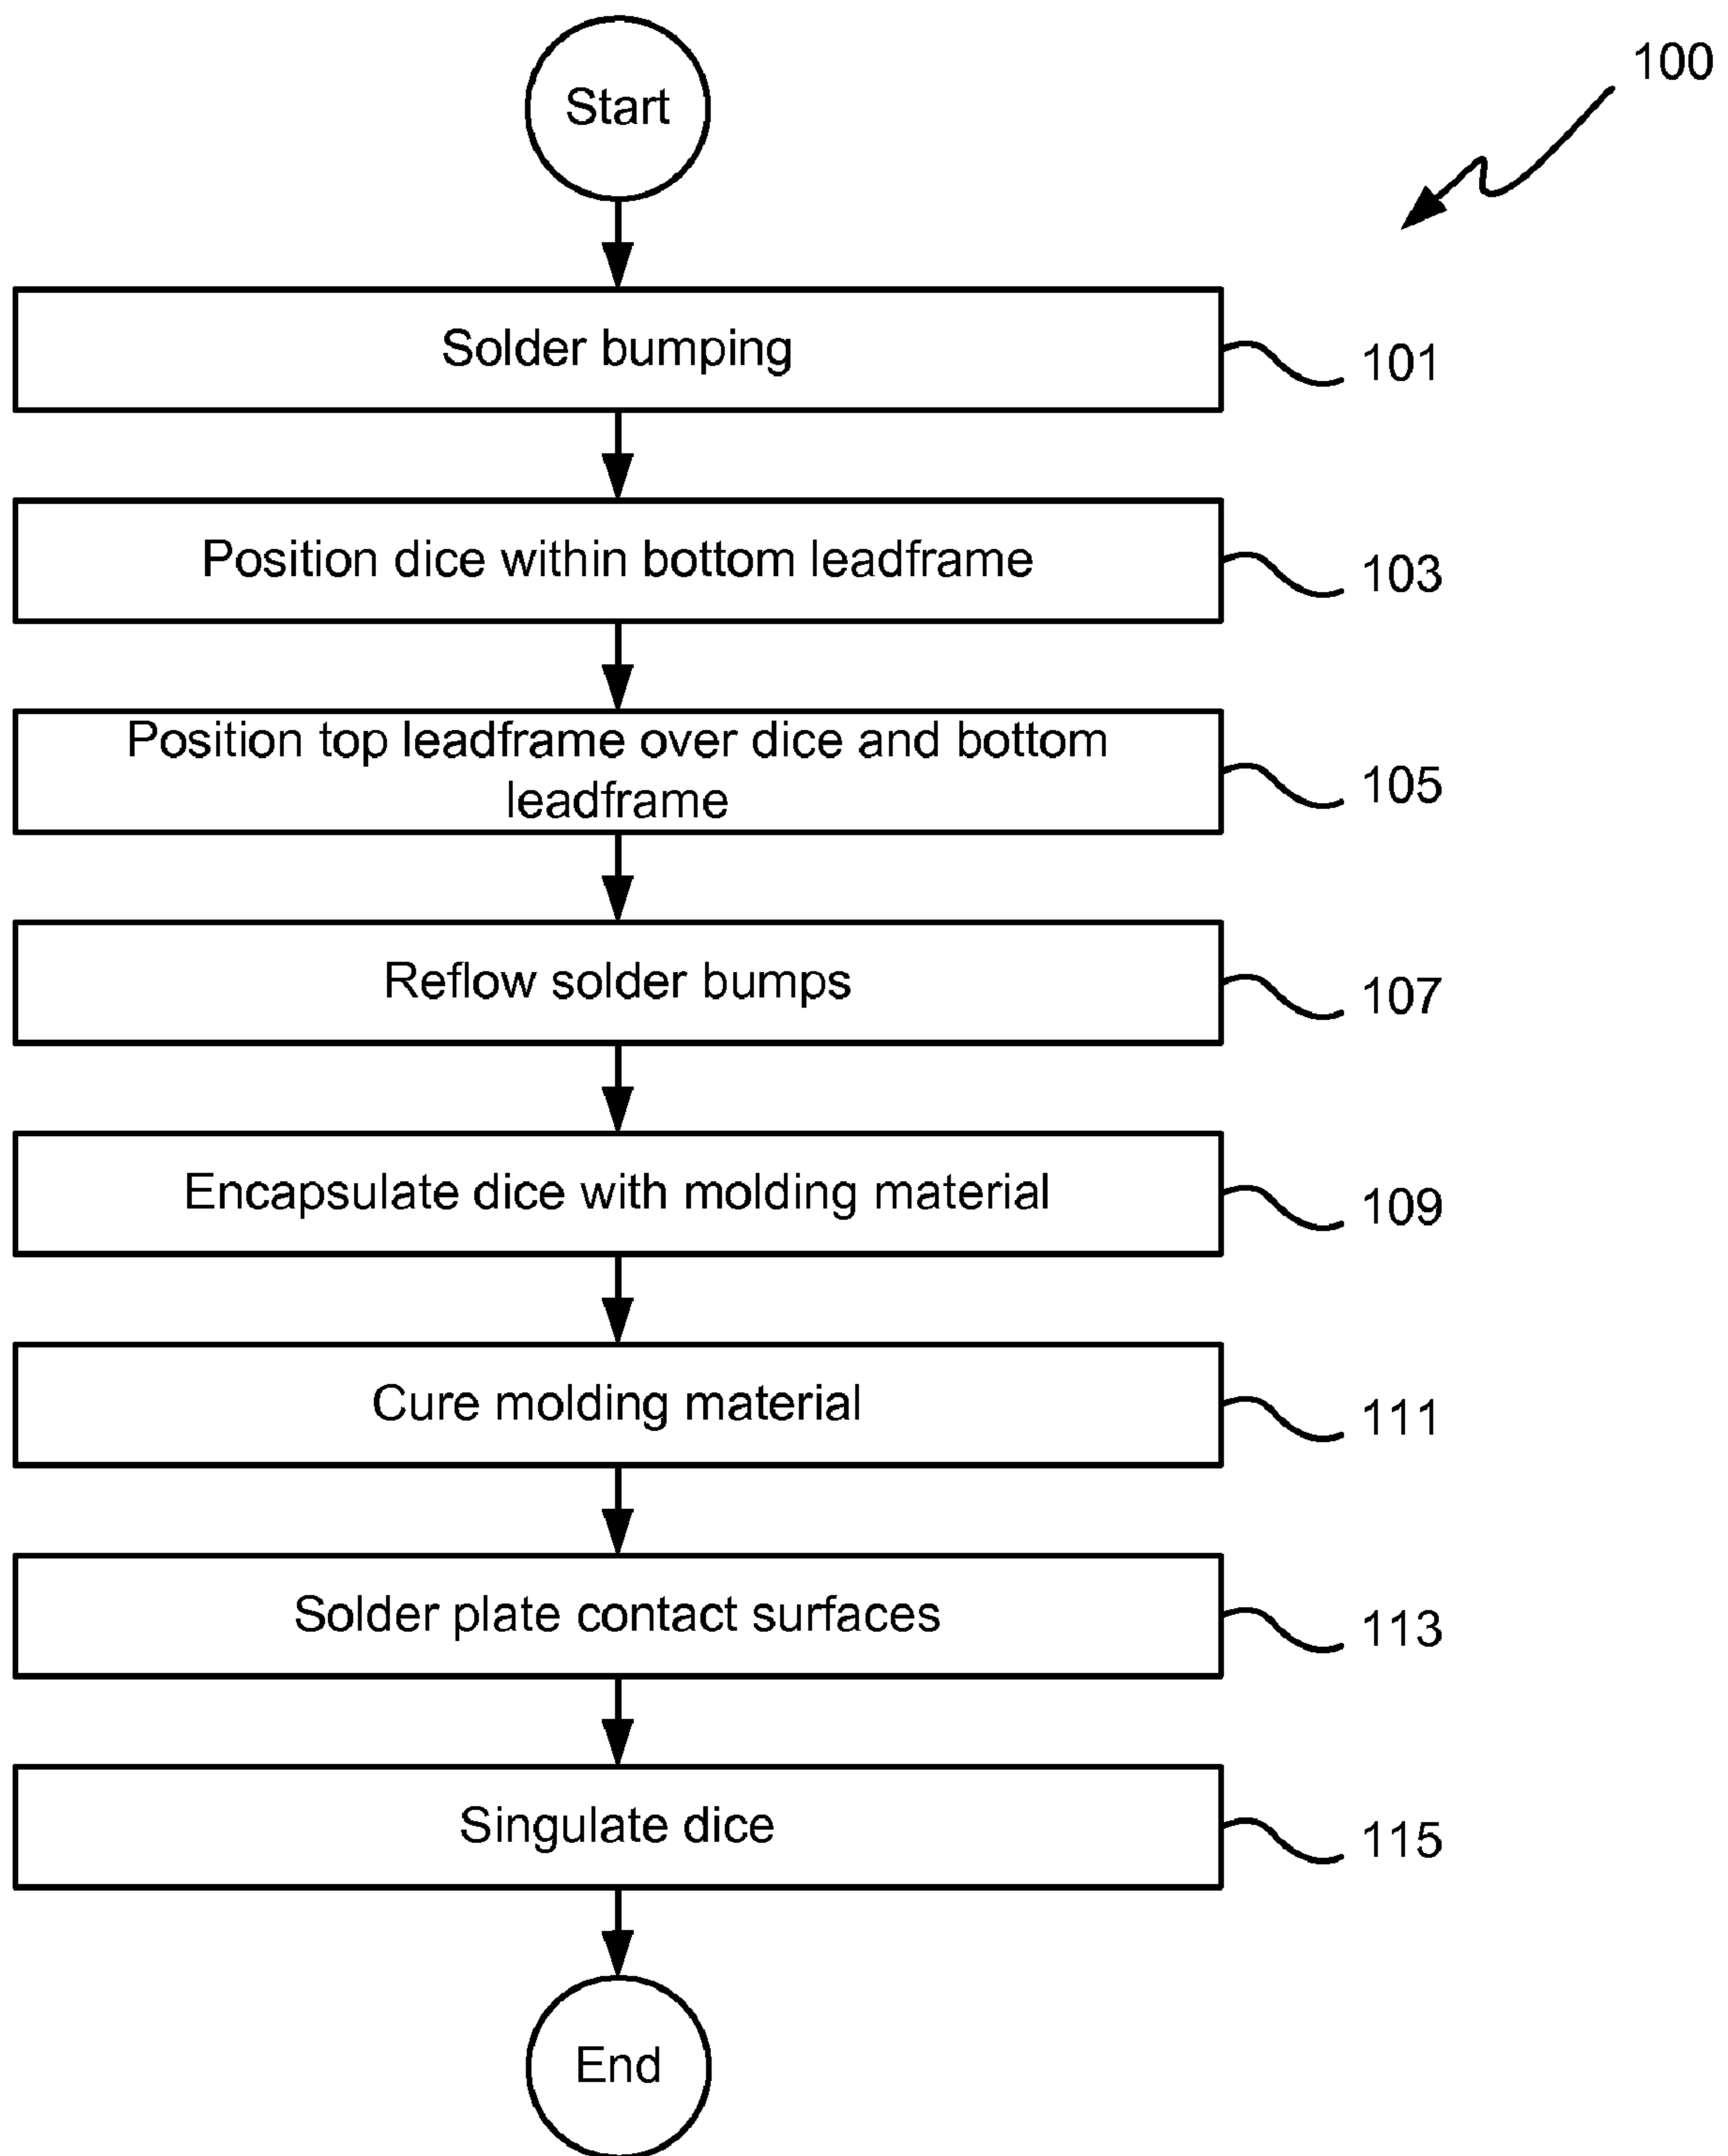 100
Start
Solder bumping
101
Position dice within bottom leadframe
103
Position top leadframe over dice and bottom
leadframe
105
Reflow solder bumps
107
Encapsulate dice with molding material
109
Cure molding material
111
Solder plate contact surfaces
113
Singulate dice
115
End